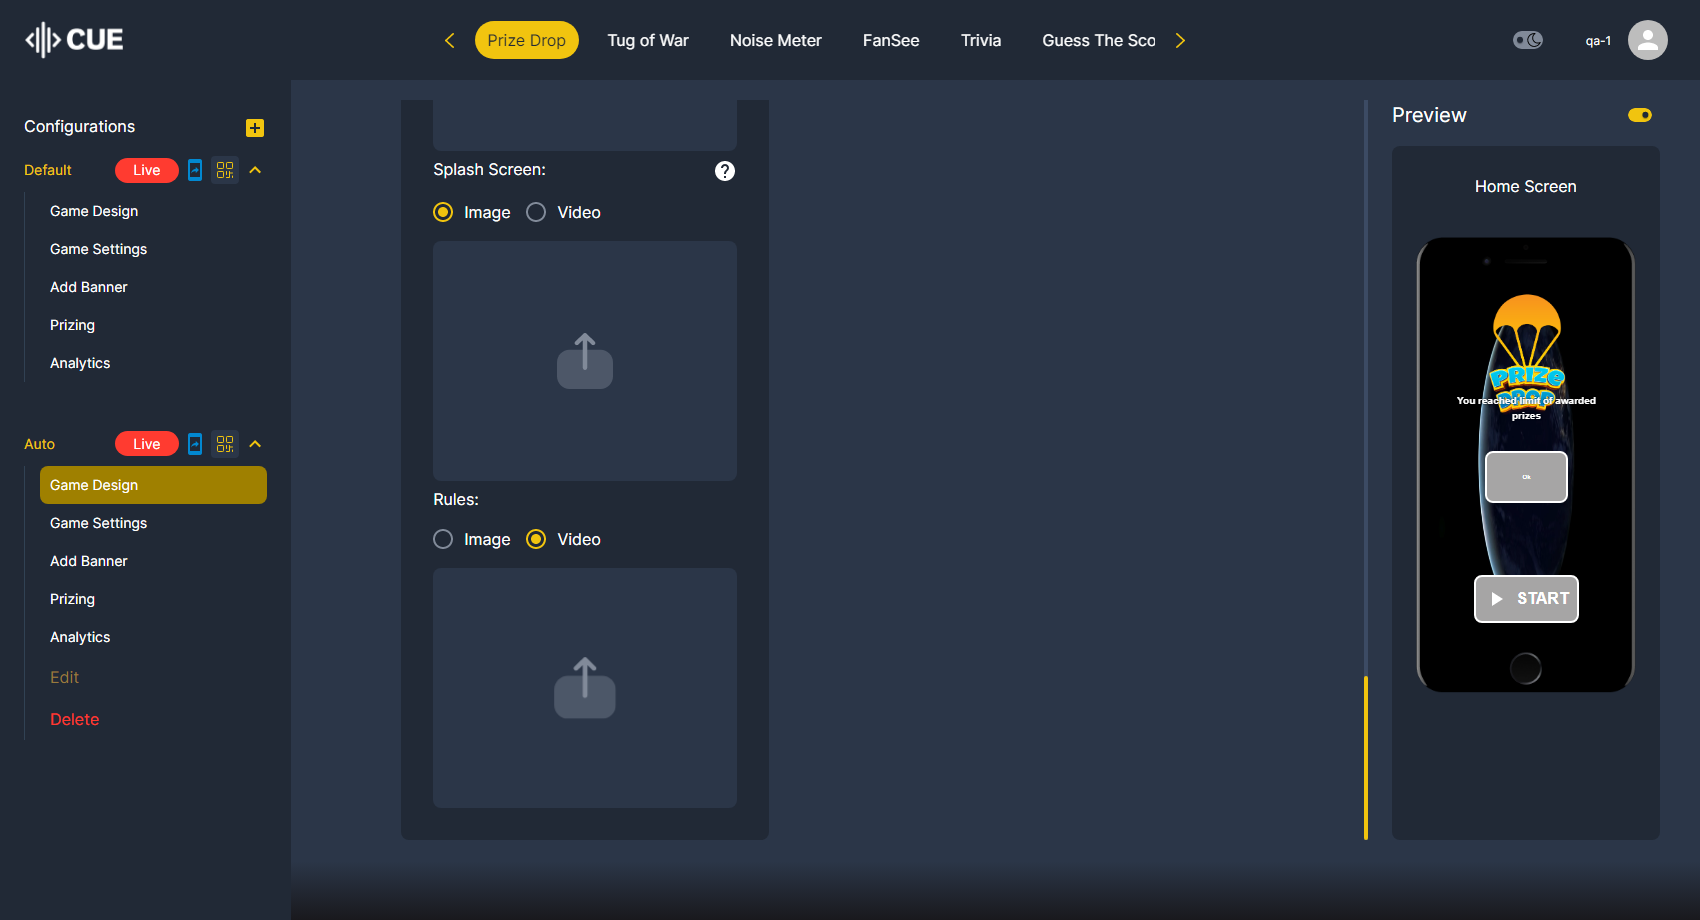 CUE
Prize Drop
Tug of War
Noise Meter
FanSee
Trivia
Guess The Sco
qa-1
Configurations
Default
Live
Game Design
Game Settings
Add Banner
Prizing
Analytics
Auto
Live
Game Design
Game Settings
Add Banner
Prizing
Analytics
Edit
Delete
Splash Screen:
?
Image
Video
Rules:
Image
Video
Preview
Home Screen
PRIZE
DROP
You reached limit of awarded
prizes
Ok
START